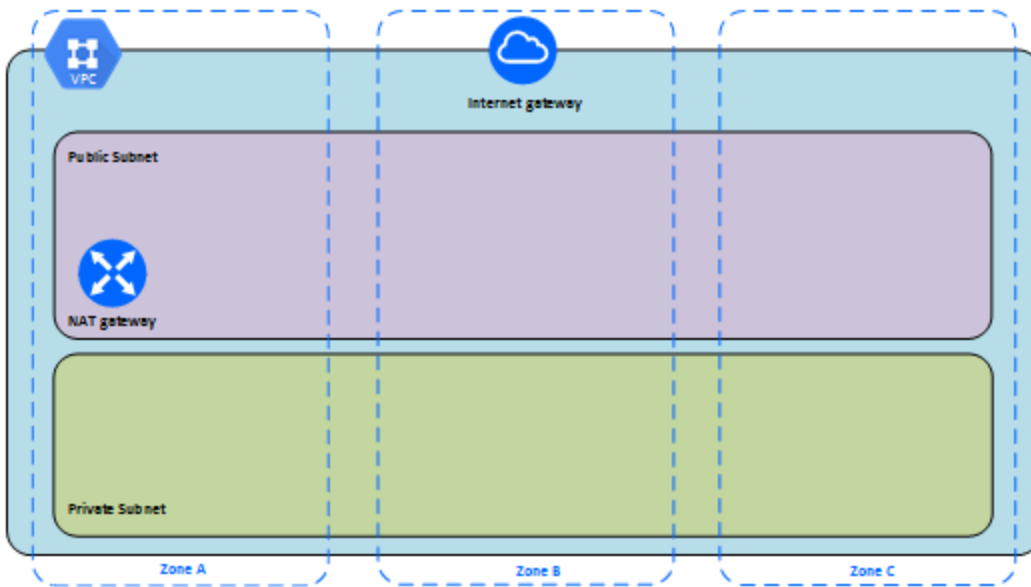 VPC
Internet gateway
Public Subnet
NAT gateway
Private Subnet
Zone A
Zone B
Zone C